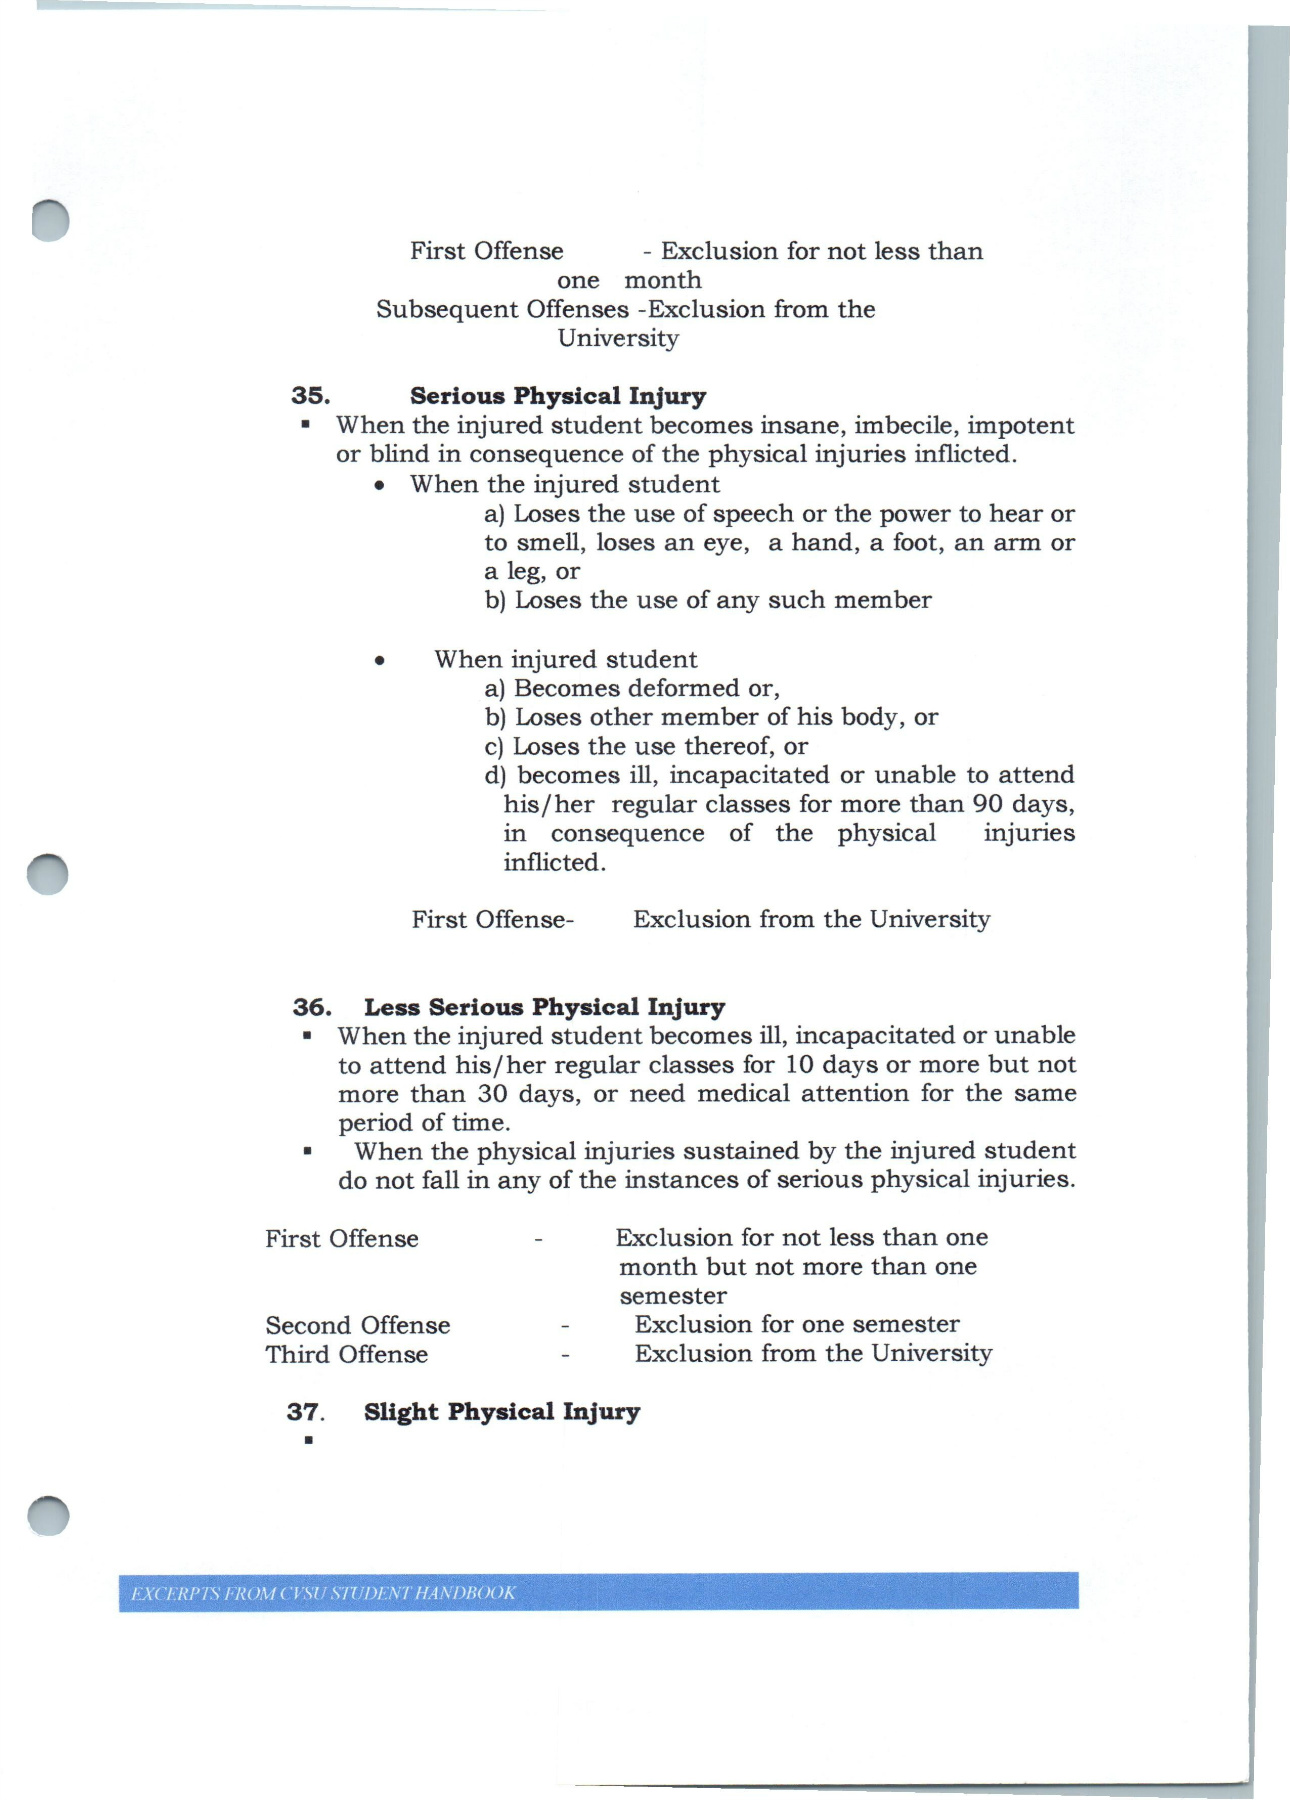 First Offense - Exclusion for not less than
one month
Subsequent Offenses -Exclusion from the
University
35. Serious Physical Injury
▪ When the injured student becomes insane, imbecile, impotent
or blind in consequence of the physical injuries inflicted.
• When the injured student
a) Loses the use of speech or the power to hear or
to smell, loses an eye, a hand, a foot, an arm or
a leg, or
b) Loses the use of any such member
• When injured student
a) Becomes deformed or,
b) Loses other member of his body, or
c) Loses the use thereof, or
d) becomes ill, incapacitated or unable to attend
his/her regular classes for more than 90 days,
in consequence of the physical injuries
inflicted.
First Offense- Exclusion from the University
36. Less Serious Physical Injury
▪ When the injured student becomes ill, incapacitated or unable
to attend his/her regular classes for 10 days or more but not
more than 30 days, or need medical attention for the same
period of time.
▪ When the physical injuries sustained by the injured student
do not fall in any of the instances of serious physical injuries.
First Offense - Exclusion for not less than one
month but not more than one
semester
Second Offense - Exclusion for one semester
Third Offense - Exclusion from the University
37. Slight Physical Injury
▪
EXCERPTS FROM CVSU STUDENT HANDBOOK